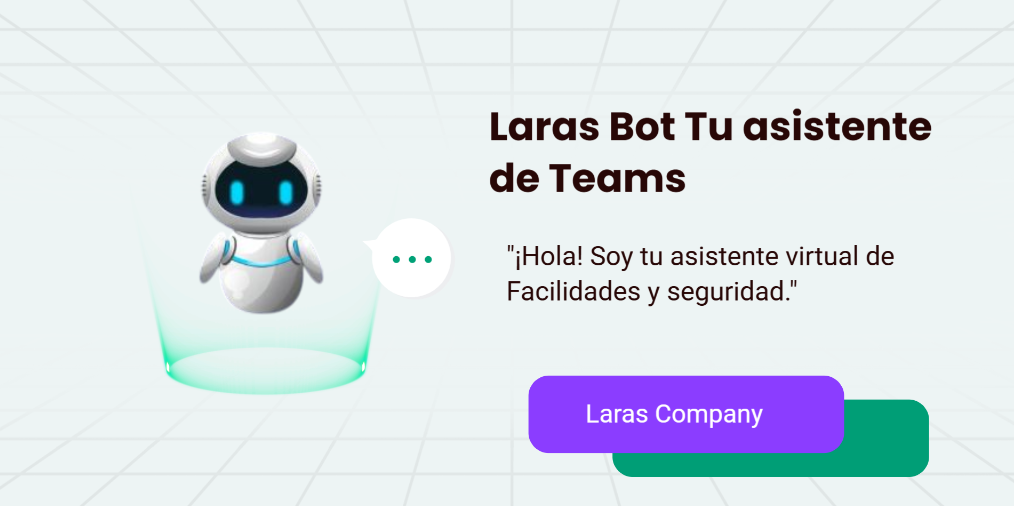 Laras Bot Tu asistente
de Teams
"¡Hola! Soy tu asistente virtual de
Facilidades y seguridad."
Laras Company